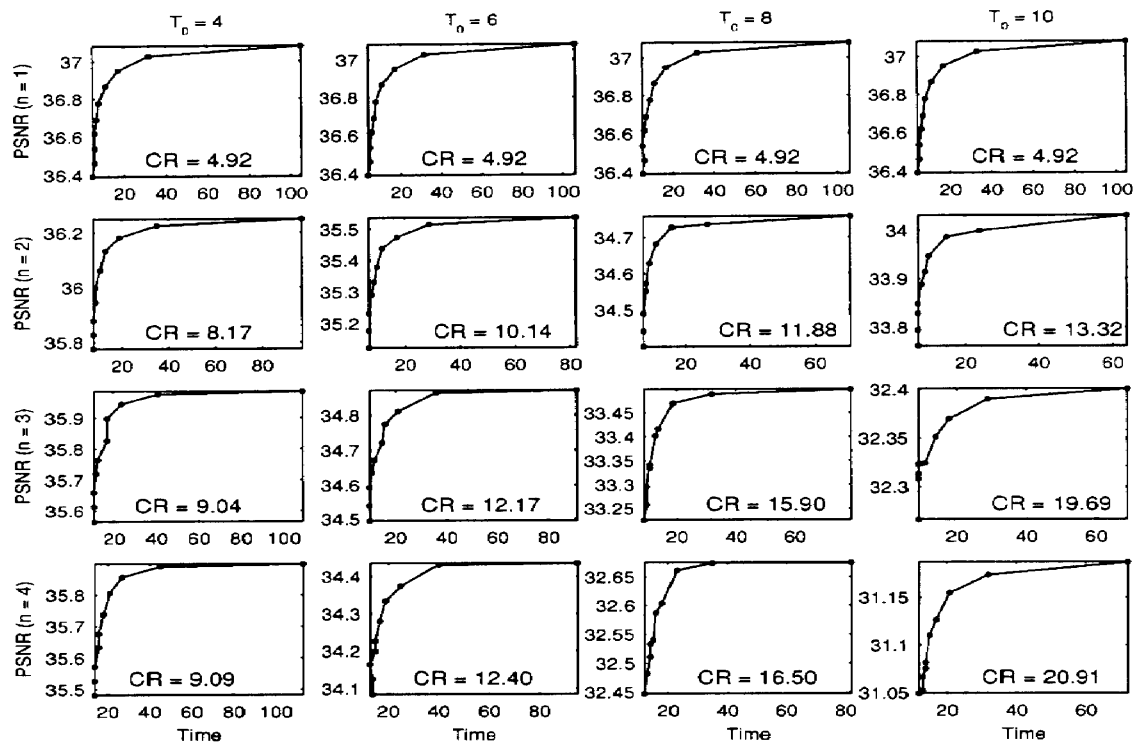 T_D = 4
T_0 = 6
T_C = 8
T_D = 10
PSNR (n = 1)
37
36.8
36.6
36.4
CR = 4.92
20 40 60 80 100
37
36.8
36.6
36.4
CR = 4.92
20 40 60 80 100
37
36.8
36.6
36.4
CR = 4.92
20 40 60 80 100
37
36.8
36.6
36.4
CR = 4.92
20 40 60 80 100
PSNR (n = 2)
36.2
36
35.8
CR = 8.17
20 40 60 80
35.5
35.4
35.3
35.2
CR = 10.14
20 40 60 80
34.7
34.6
34.5
CR = 11.88
20 40 60
34
33.9
33.8
CR = 13.32
20 40 60
PSNR (n = 3)
35.9
35.8
35.7
35.6
CR = 9.04
20 40 60 80 100
34.8
34.7
34.6
34.5
CR = 12.17
20 40 60 80
33.45
33.4
33.35
33.3
33.25
CR = 15.90
20 40 60
32.4
32.35
32.3
CR = 19.69
20 40 60
PSNR (n = 4)
35.8
35.7
35.6
35.5
CR = 9.09
20 40 60 80 100
Time
34.4
34.3
34.2
34.1
CR = 12.40
20 40 60 80
Time
32.65
32.6
32.55
32.5
32.45
CR = 16.50
20 40 60 80
Time
31.15
31.1
31.05
CR = 20.91
20 40 60
Time